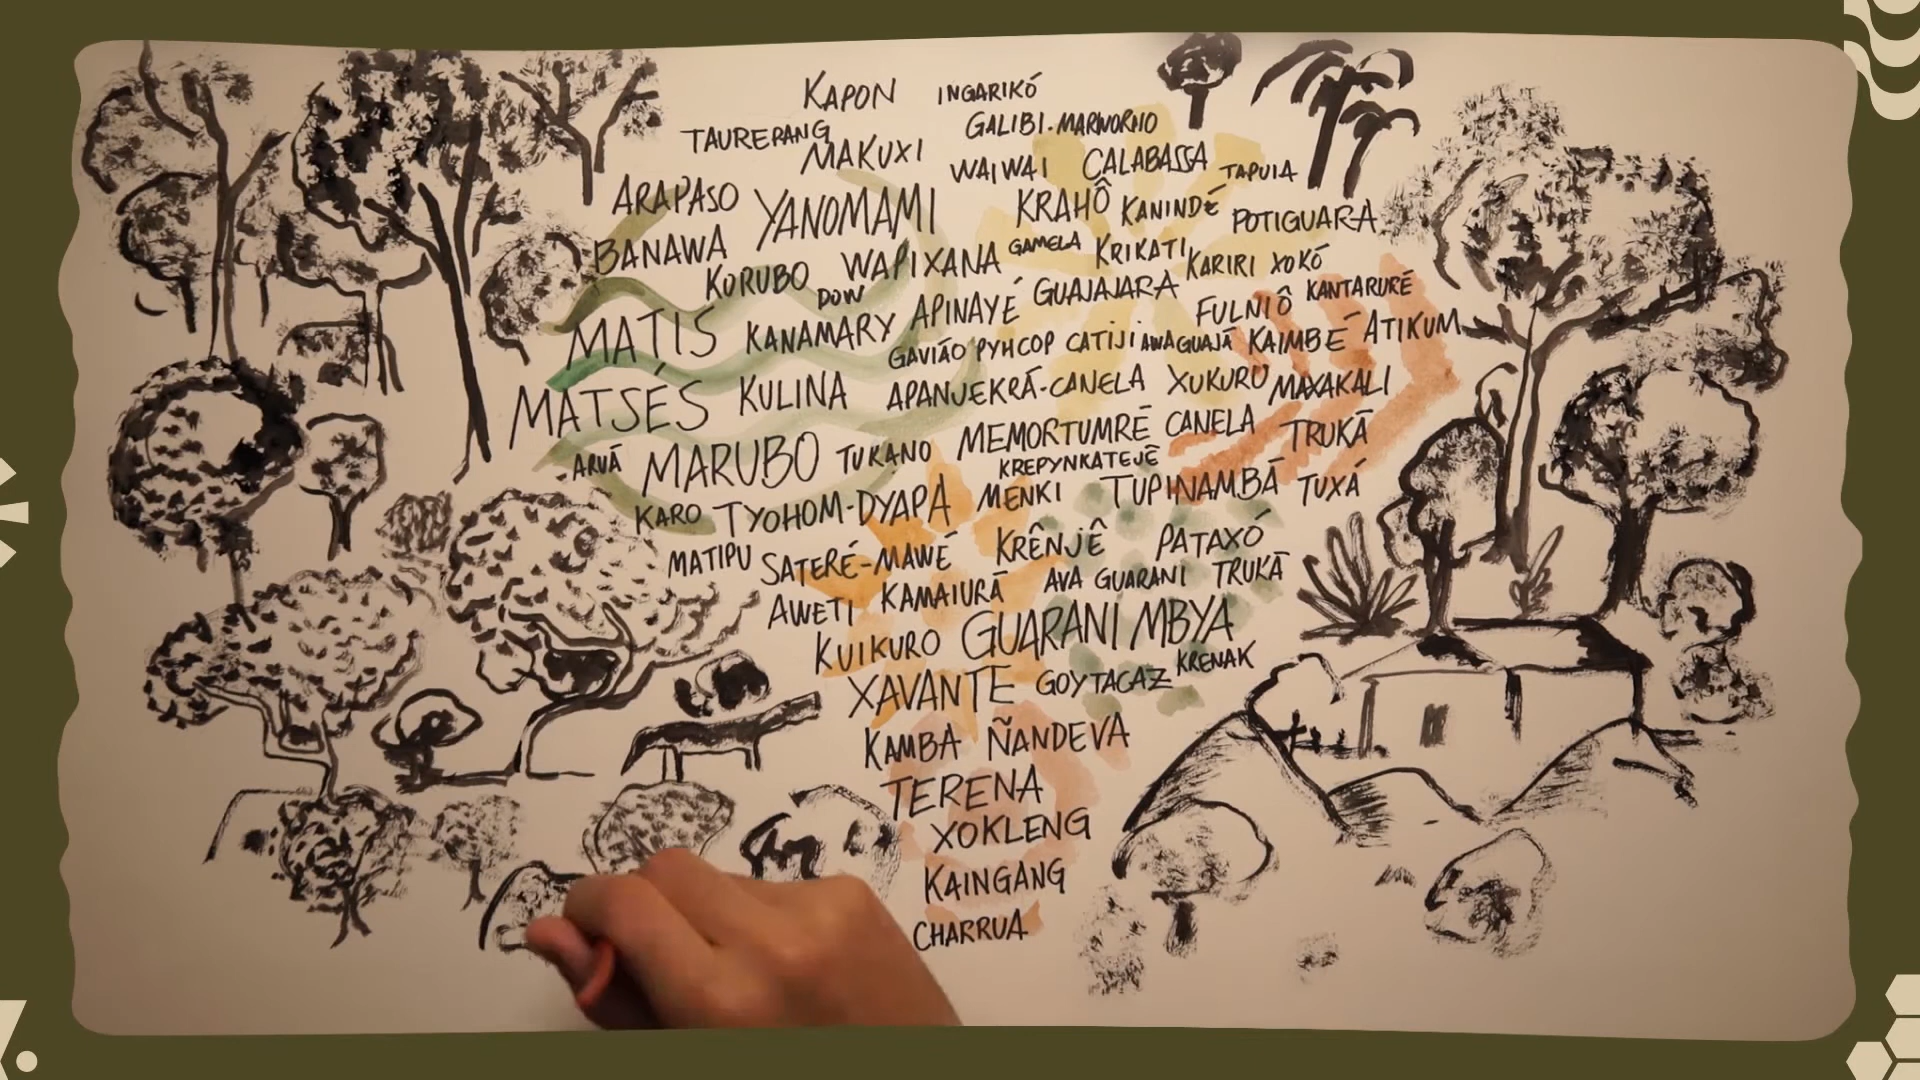 KAPON INGARIKÓ
TAUREPANG GALIBI-MARWORNO
MAKUXI WAIWAI CALABASSA TAPUIA
ARAPASO YANOMAMI KRAHÔ KANINDÉ POTIGUARA
BANAWA WAPIXANA GAMELA KRIKATI KARIRI XOKÓ
KORUBO DOW APINAYÉ GUAJAJARA FULNIÔ KANTARURÉ
MATIS KANAMARY GAVIÃO PYHCOP CATIJI AWA GUAJÁ KAIMBÉ ATIKUM
MATSÉS KULINA APANJEKRÁ-CANELA XUKURU MAXAKALI
ARUÁ MARUBO TUKANO MEMORTUMRÉ CANELA TRUKÁ
KREPYNKATEJÊ
KARO TYOHOM-DYAPA MENKI TUPINAMBÁ TUXÁ
MATIPU SATERÉ-MAWÉ KRÊNJÊ PATAXÓ
AWETI KAMAIURÁ AVA GUARANI TRUKÁ
KUIKURO GUARANI MBYA
XAVANTE GOYTACAZ KRENAK
KAMBA ÑANDEVA
TERENA
XOKLENG
KAINGANG
CHARRUA